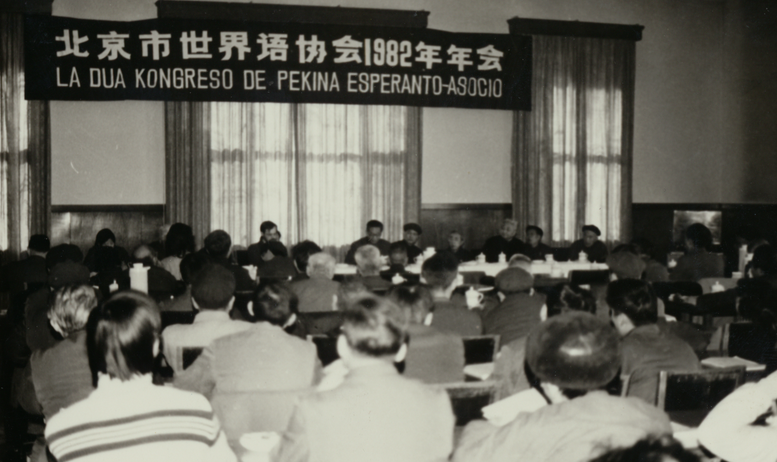 北京市世界语协会1982年年会
LA DUA KONGRESO DE PEKINA ESPERANTO-ASOCIO